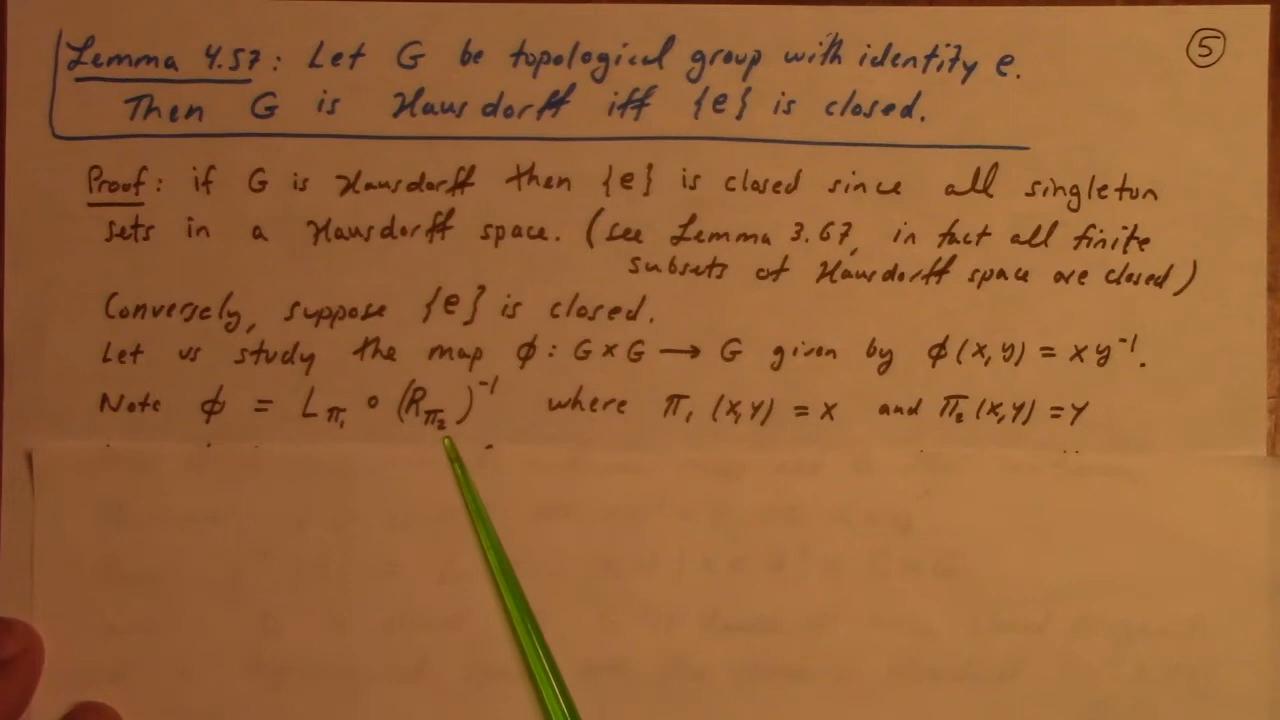 ⑤
Lemma 4.57: Let G be topological group with identity e.
Then G is Hausdorff iff {e} is closed.
Proof: if G is Hausdorff then {e} is closed since all singleton
sets in a Hausdorff space. (see Lemma 3.67, in fact all finite
subsets of Hausdorff space are closed)
Conversely, suppose {e} is closed.
Let us study the map ϕ: G×G → G given by ϕ(x,y) = xy⁻¹.
Note ϕ = L_π₁ ∘ (R_π₂)⁻¹ where π₁(x,y) = x and π₂(x,y) = y